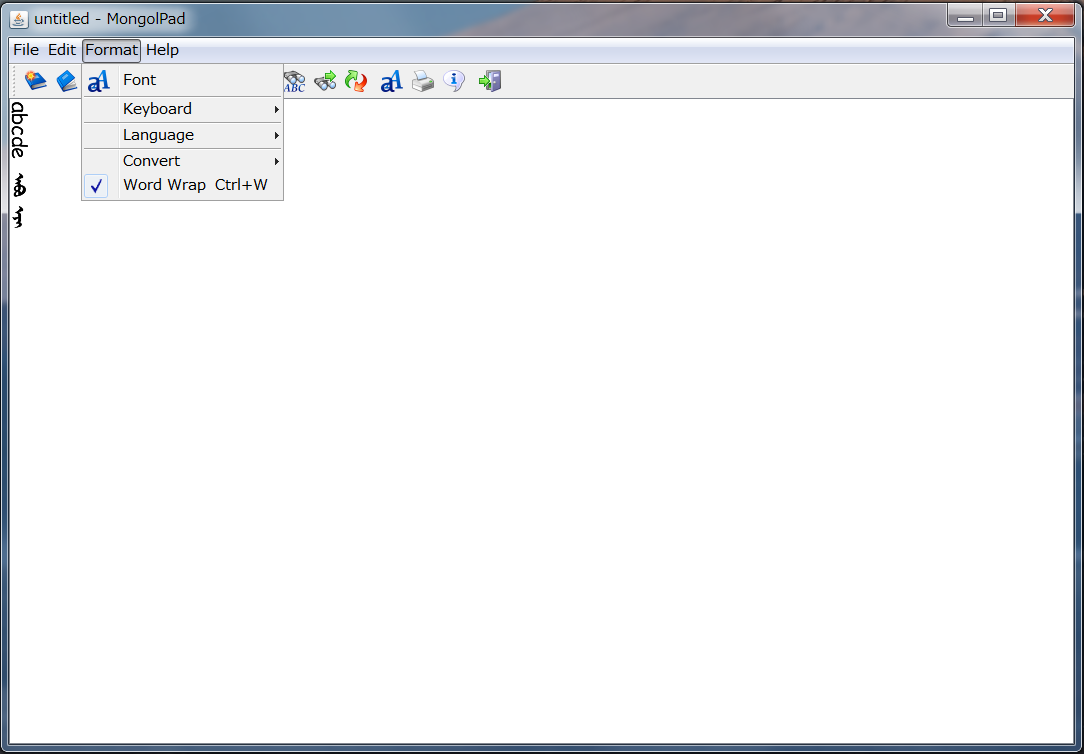 untitled - MongolPad
File Edit Format Help
Font
Keyboard
Language
Convert
Word Wrap Ctrl+W
ABC
abcde